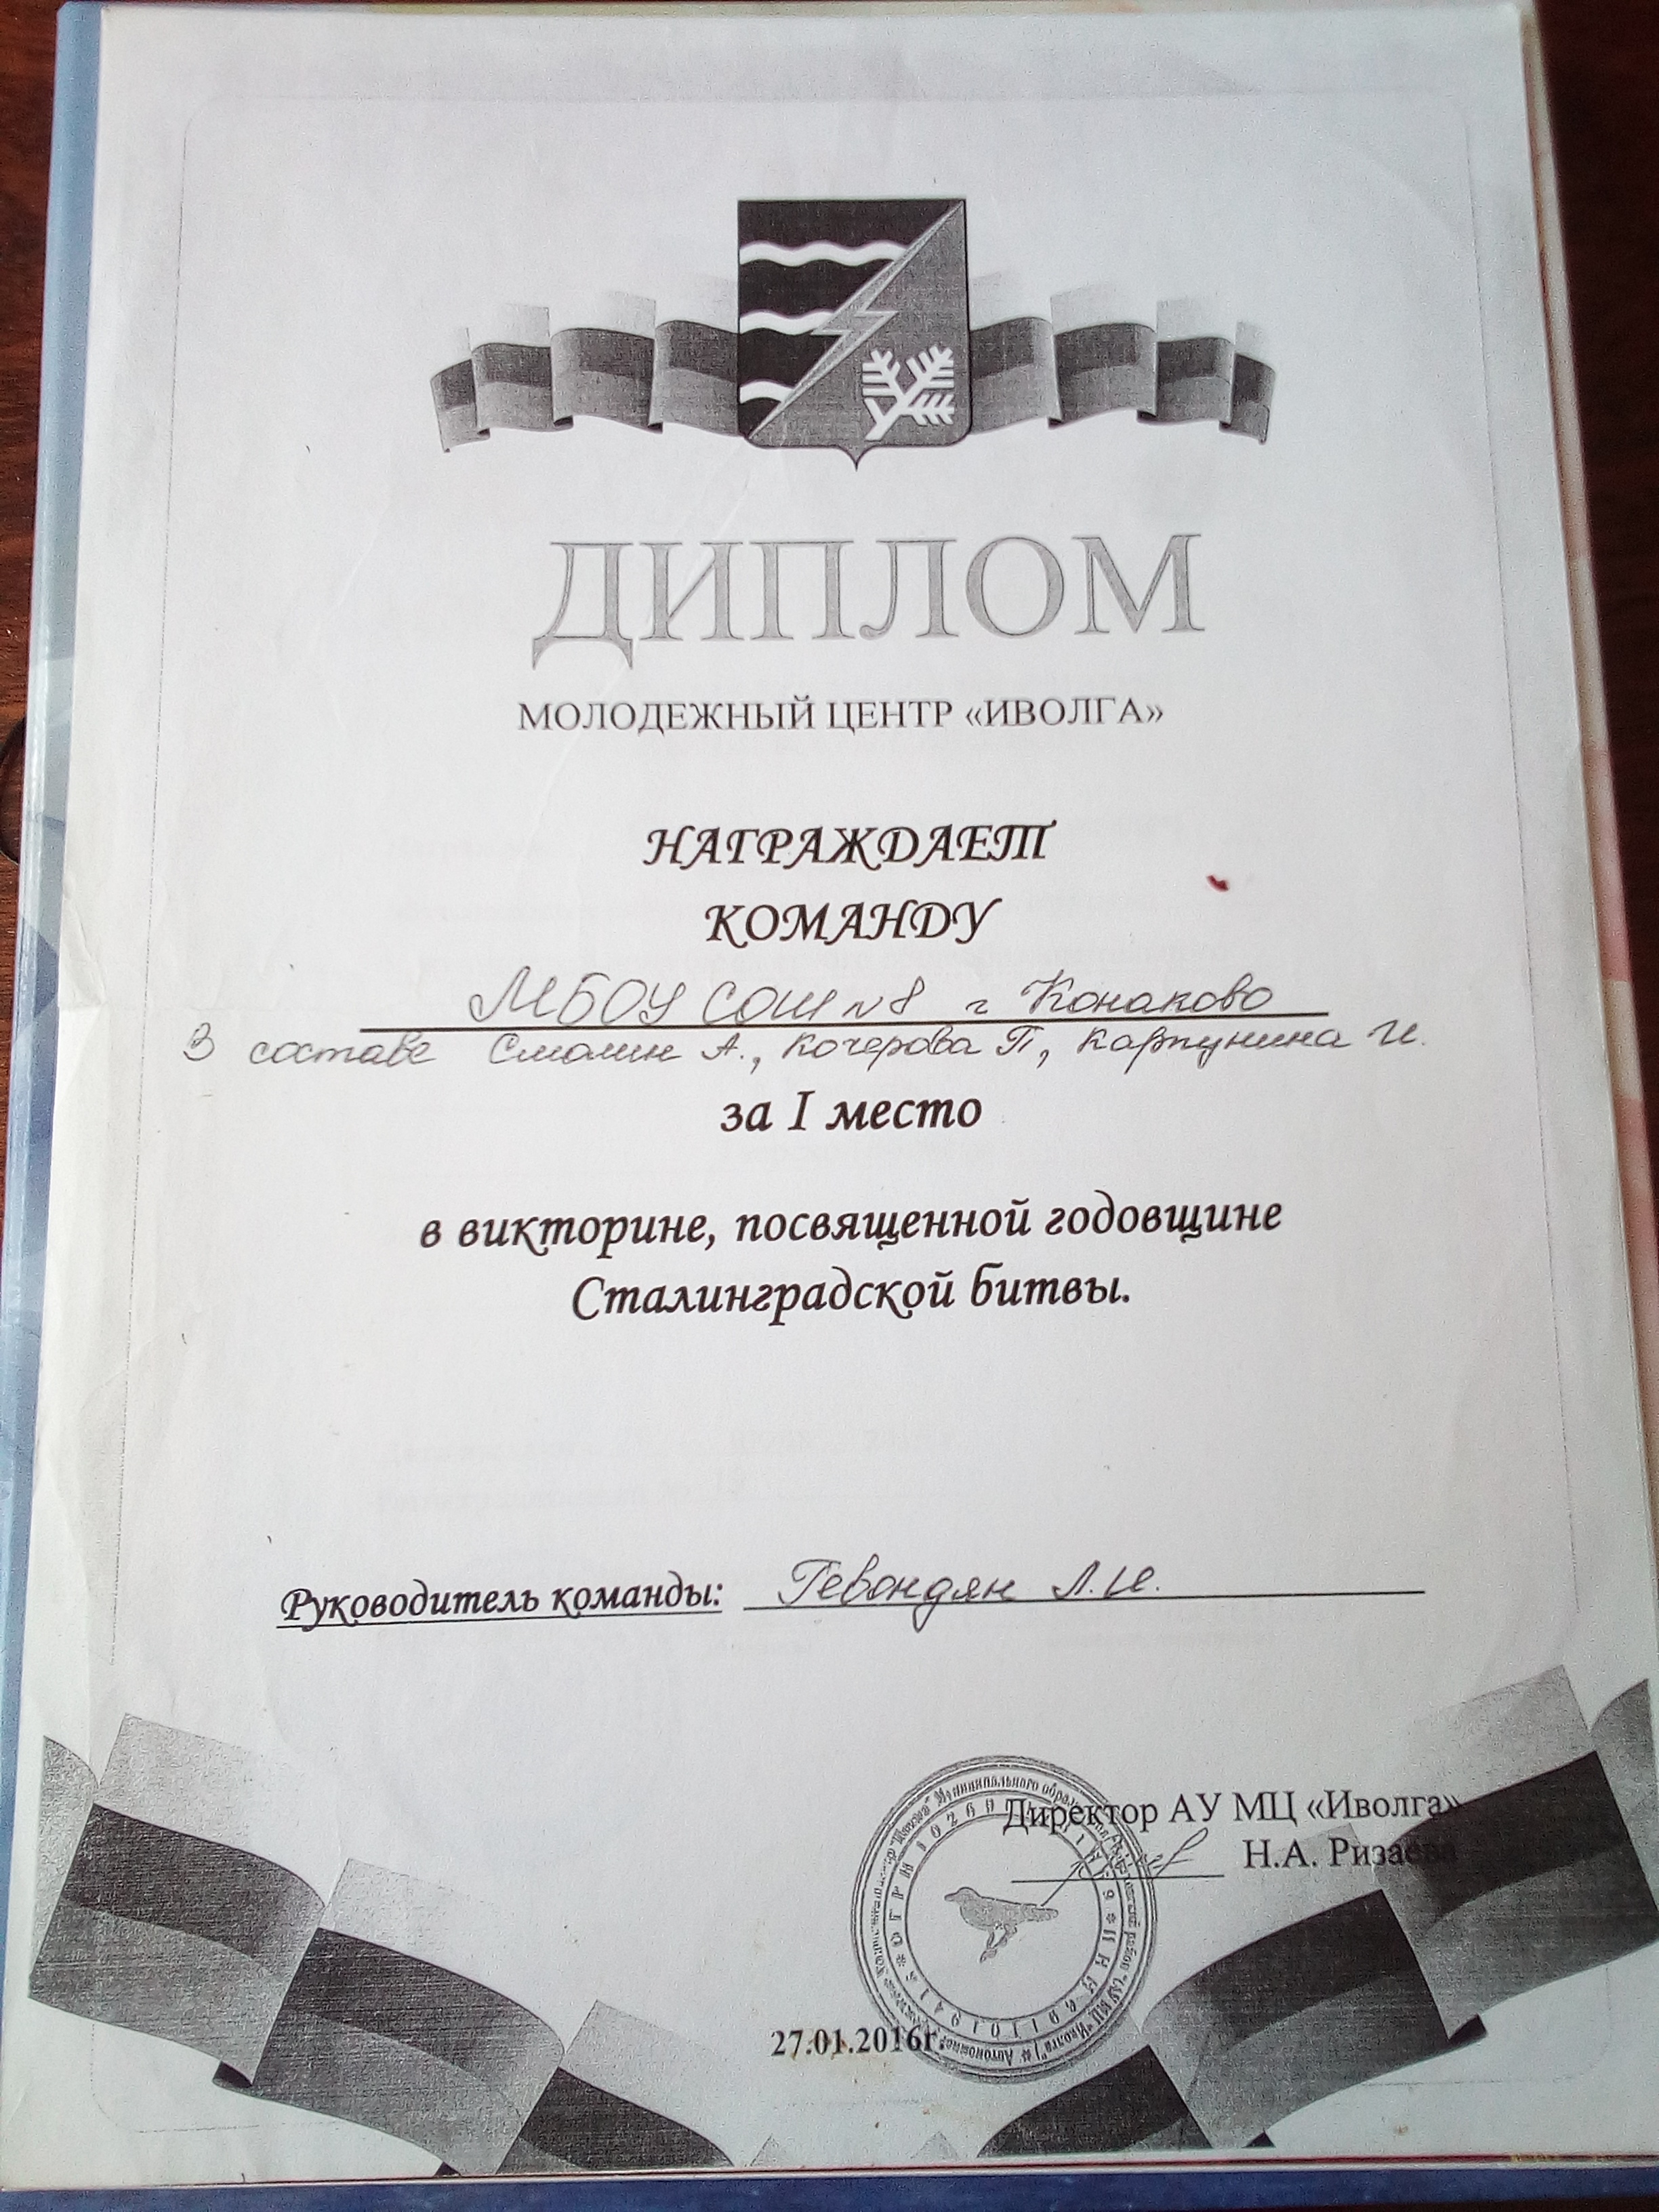 ДИПЛОМ
МОЛОДЕЖНЫЙ ЦЕНТР «ИВОЛГА»
НАГРАЖДАЕТ
КОМАНДУ
МБОУ СОШ №8 г Конаково
В составе Смолин А., Кочерова П, Карпунина И.
за I место
в викторине, посвященной годовщине
Сталинградской битвы.
Руководитель команды: Гевондян Л.И.
Директор АУ МЦ «Иволга»
Н.А. Ризаева
27.01.2016г.